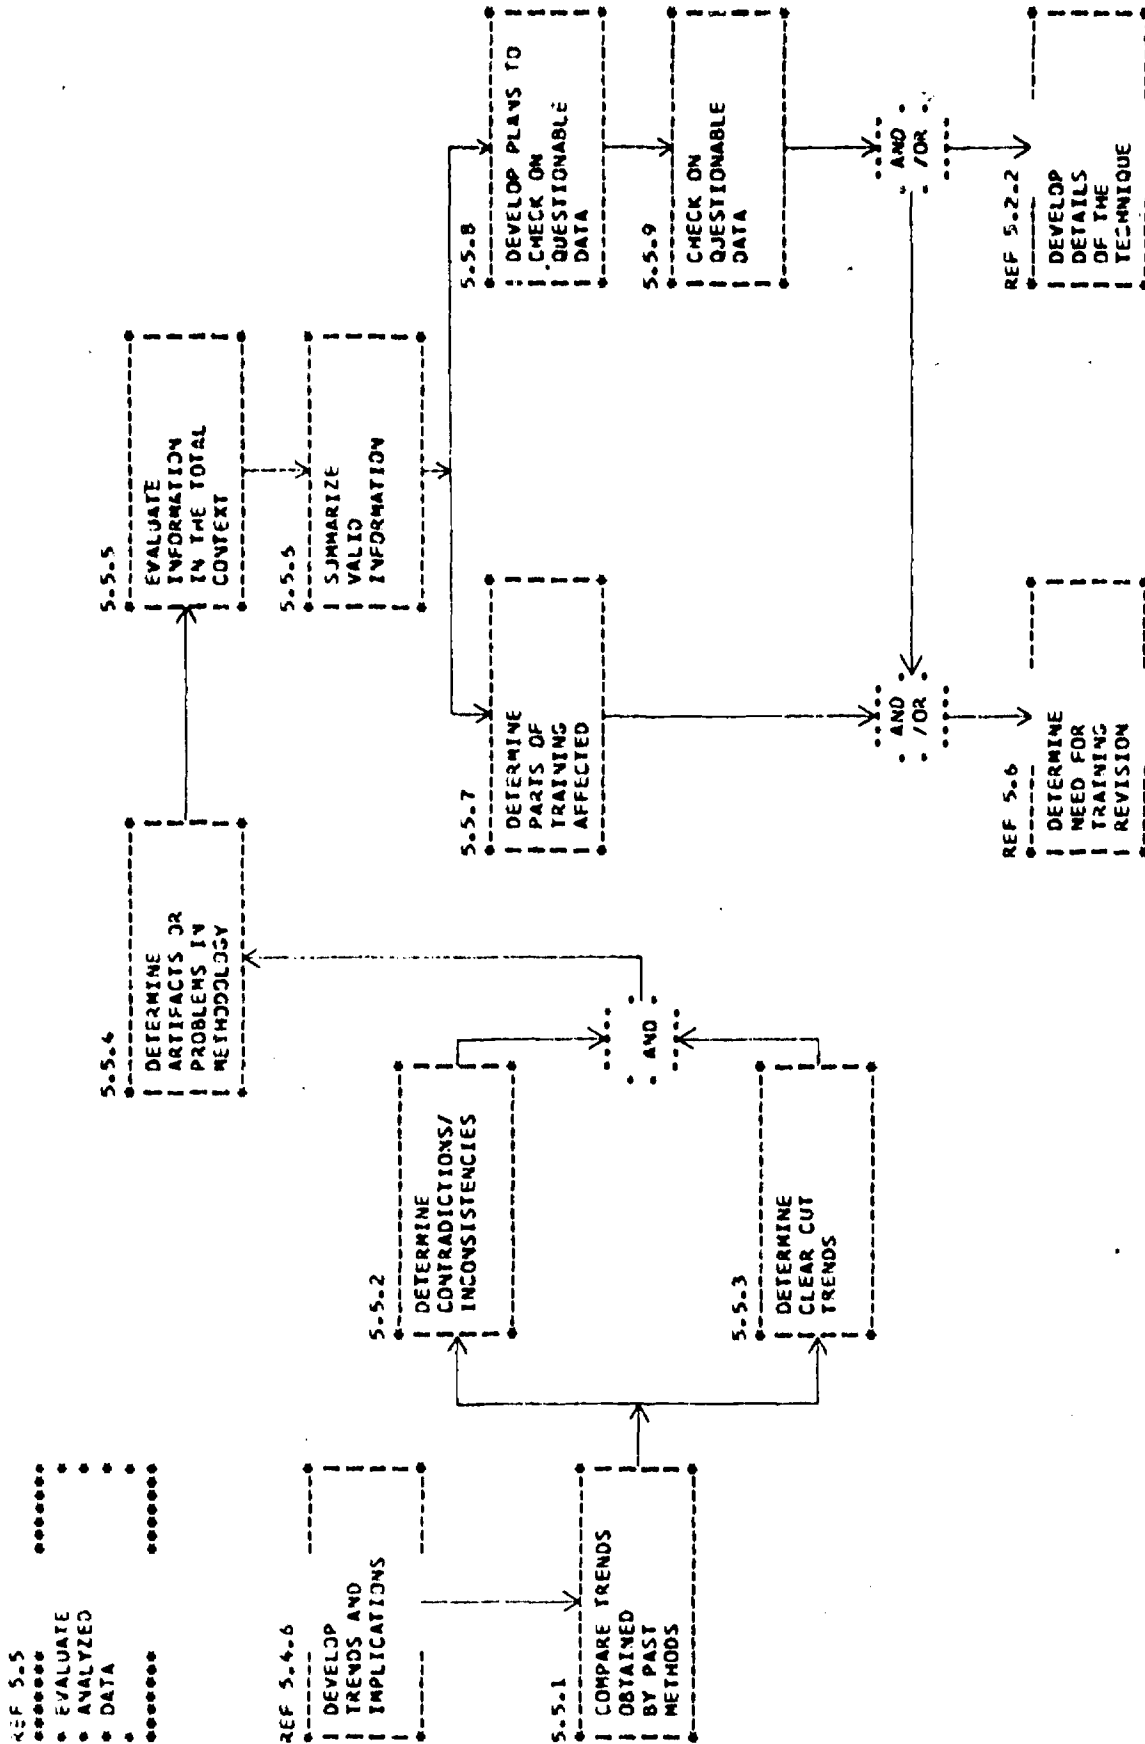 REF 5.5
EVALUATE
ANALYZED
DATA
REF 5.4.6
DEVELOP
TRENDS AND
IMPLICATIONS
5.5.1
COMPARE TRENDS
OBTAINED
BY PAST
METHODS
5.5.2
DETERMINE
CONTRADICTIONS/
INCONSISTENCIES
5.5.3
DETERMINE
CLEAR CUT
TRENDS
AND
5.5.4
DETERMINE
ARTIFACTS OR
PROBLEMS IN
METHODOLOGY
5.5.5
EVALUATE
INFORMATION
IN THE TOTAL
CONTEXT
5.5.6
SUMMARIZE
VALID
INFORMATION
5.5.7
DETERMINE
PARTS OF
TRAINING
AFFECTED
AND
/OR
REF 5.6
DETERMINE
NEED FOR
TRAINING
REVISION
5.5.8
DEVELOP PLANS TO
CHECK ON
QUESTIONABLE
DATA
5.5.9
CHECK ON
QUESTIONABLE
DATA
AND
/OR
REF 5.2.2
DEVELOP
DETAILS
OF THE
TECHNIQUE